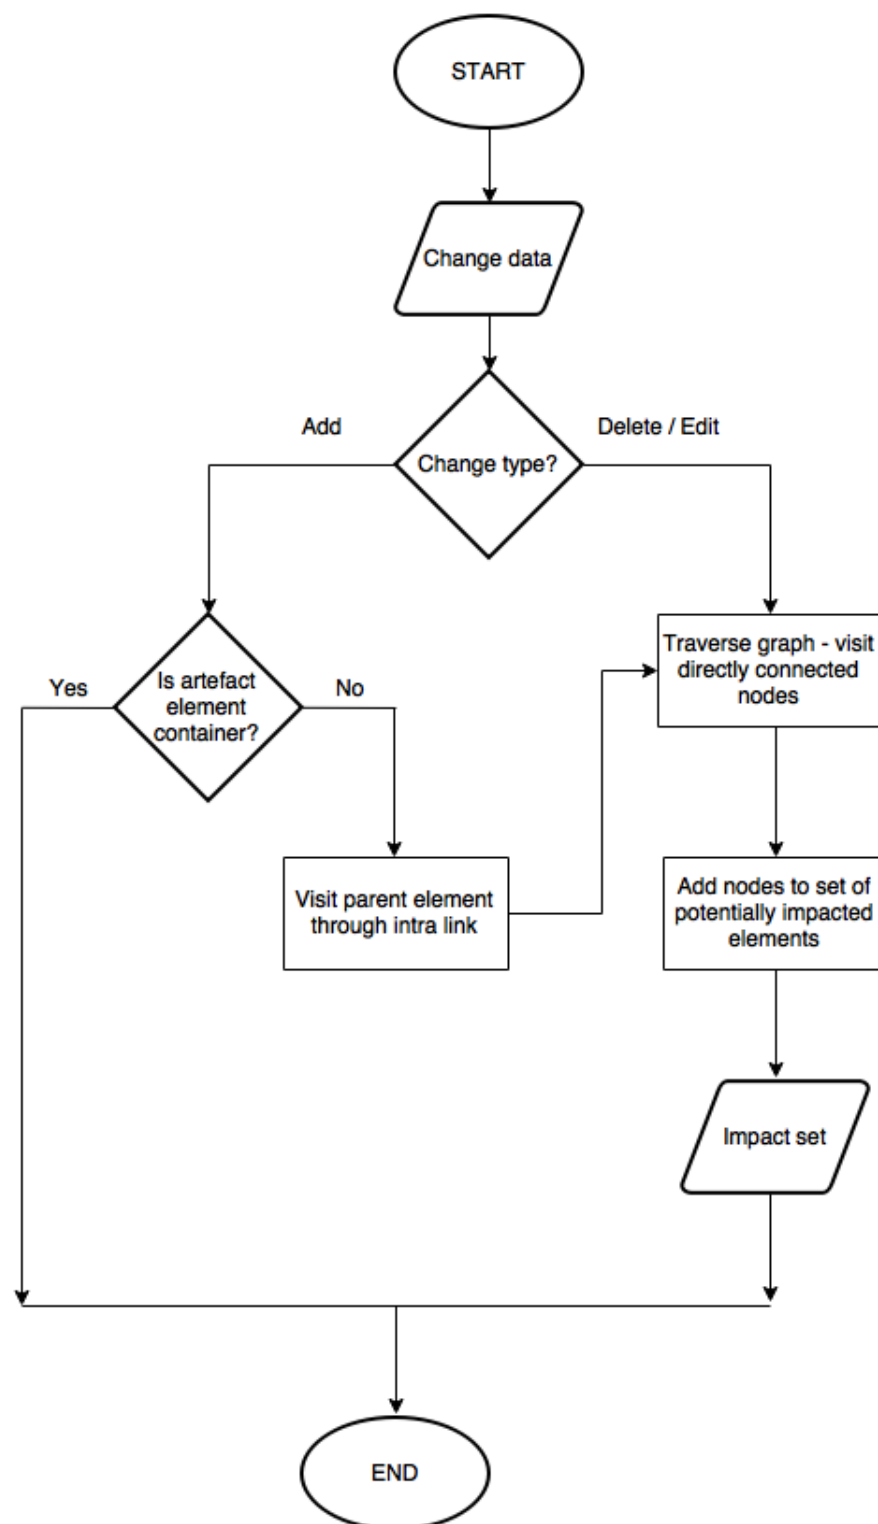 START
Change data
Add
Delete / Edit
Change type?
Traverse graph - visit
directly connected
nodes
Yes
Is artefact
element
container?
No
Visit parent element
through intra link
Add nodes to set of
potentially impacted
elements
Impact set
END